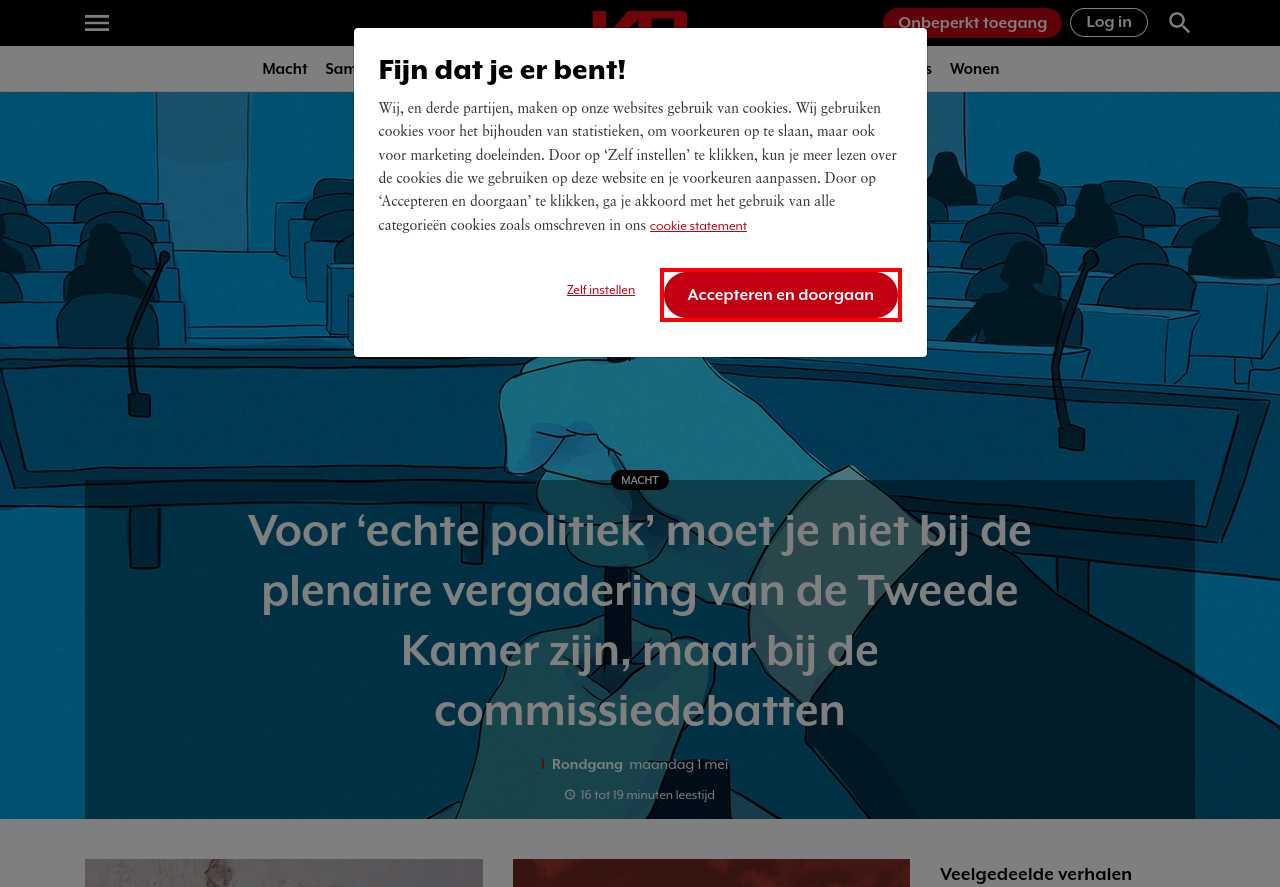 Onbeperkt toegang
Log in
Macht
Wonen
Fijn dat je er bent!
Wij, en derde partijen, maken op onze websites gebruik van cookies. Wij gebruiken
cookies voor het bijhouden van statistieken, om voorkeuren op te slaan, maar ook
voor marketing doeleinden. Door op ‘Zelf instellen’ te klikken, kun je meer lezen over
de cookies die we gebruiken op deze website en je voorkeuren aanpassen. Door op
‘Accepteren en doorgaan’ te klikken, ga je akkoord met het gebruik van alle
categorieën cookies zoals omschreven in ons cookie statement
Zelf instellen
Accepteren en doorgaan
MACHT
Voor ‘echte politiek’ moet je niet bij de
plenaire vergadering van de Tweede
Kamer zijn, maar bij de
commissiedebatten
Rondgang maandag 1 mei
16 tot 19 minuten leestijd
Veelgedeelde verhalen